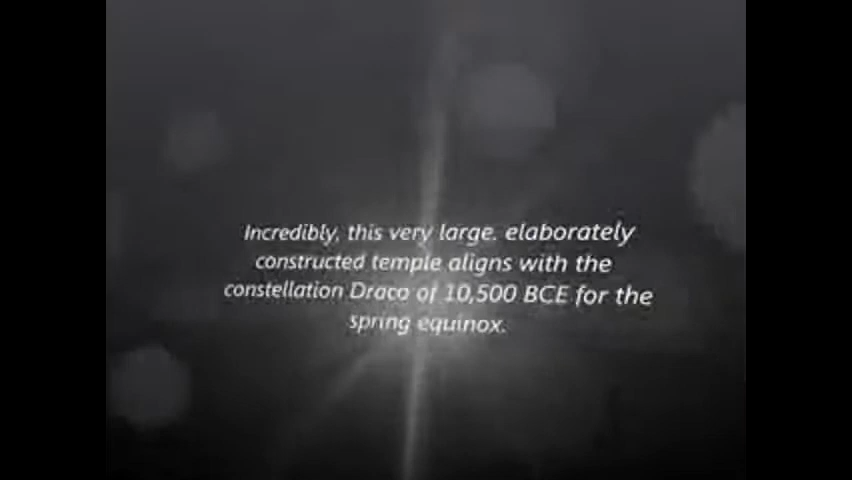 Incredibly, this very large. elaborately
constructed temple aligns with the
constellation Draco of 10,500 BCE for the
spring equinox.